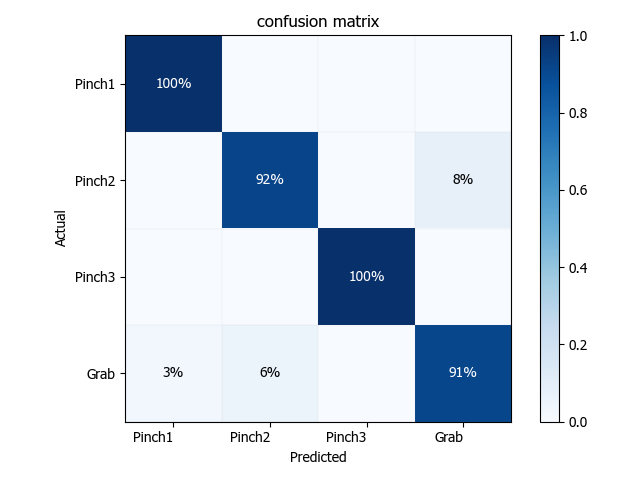 confusion matrix
Pinch1
100%
Pinch2
92%
8%
Pinch3
100%
Grab
3%
6%
91%
Pinch1
Pinch2
Pinch3
Grab
Predicted
Actual
1.0
0.8
0.6
0.4
0.2
0.0